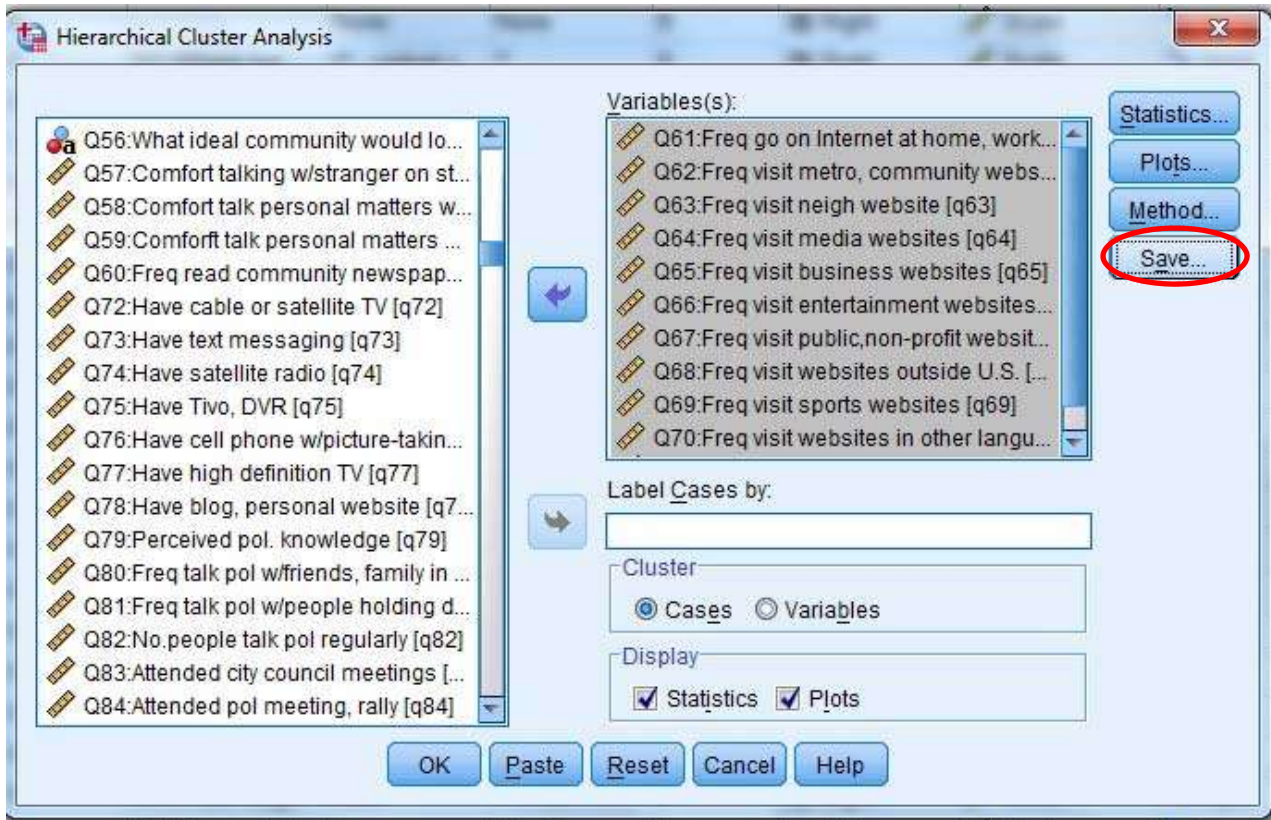 Hierarchical Cluster Analysis
Q56:What ideal community would lo...
Q57:Comfort talking w/stranger on st...
Q58:Comfort talk personal matters w...
Q59:Comforft talk personal matters ...
Q60:Freq read community newspap...
Q72:Have cable or satellite TV [q72]
Q73:Have text messaging [q73]
Q74:Have satellite radio [q74]
Q75:Have Tivo, DVR [q75]
Q76:Have cell phone w/picture-takin...
Q77:Have high definition TV [q77]
Q78:Have blog, personal website [q7...
Q79:Perceived pol. knowledge [q79]
Q80:Freq talk pol w/friends, family in ...
Q81:Freq talk pol w/people holding d...
Q82:No.people talk pol regularly [q82]
Q83:Attended city council meetings [...
Q84:Attended pol meeting, rally [q84]
Variables(s):
Q61:Freq go on Internet at home, work...
Q62:Freq visit metro, community webs...
Q63:Freq visit neigh website [q63]
Q64:Freq visit media websites [q64]
Q65:Freq visit business websites [q65]
Q66:Freq visit entertainment websites...
Q67:Freq visit public,non-profit websit...
Q68:Freq visit websites outside U.S. [...
Q69:Freq visit sports websites [q69]
Q70:Freq visit websites in other langu...
Label Cases by:
Cluster
Cases Variables
Display
Statistics Plots
Statistics...
Plots...
Method...
Save...
OK Paste Reset Cancel Help